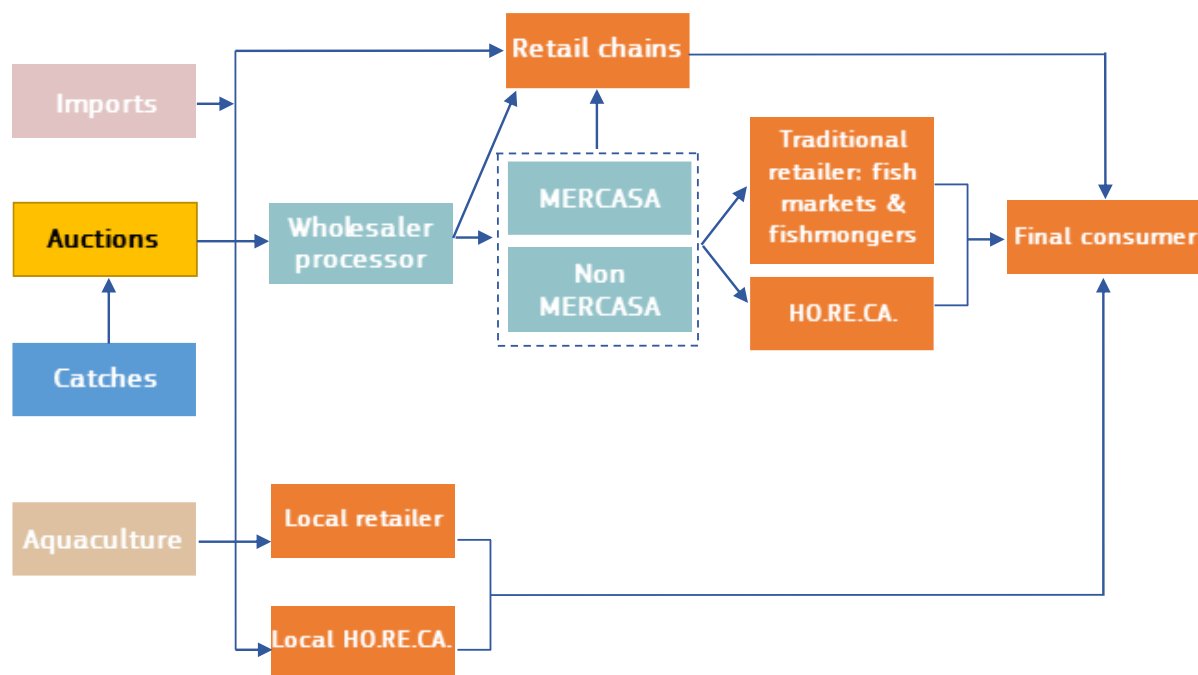 Retail chains
Imports
Traditional
retailer: fish
markets &
fishmongers
MERCASA
Auctions
Wholesaler
processor
Final consumer
Non
MERCASA
HO.RE.CA.
Catches
Local retailer
Aquaculture
Local HO.RE.CA.